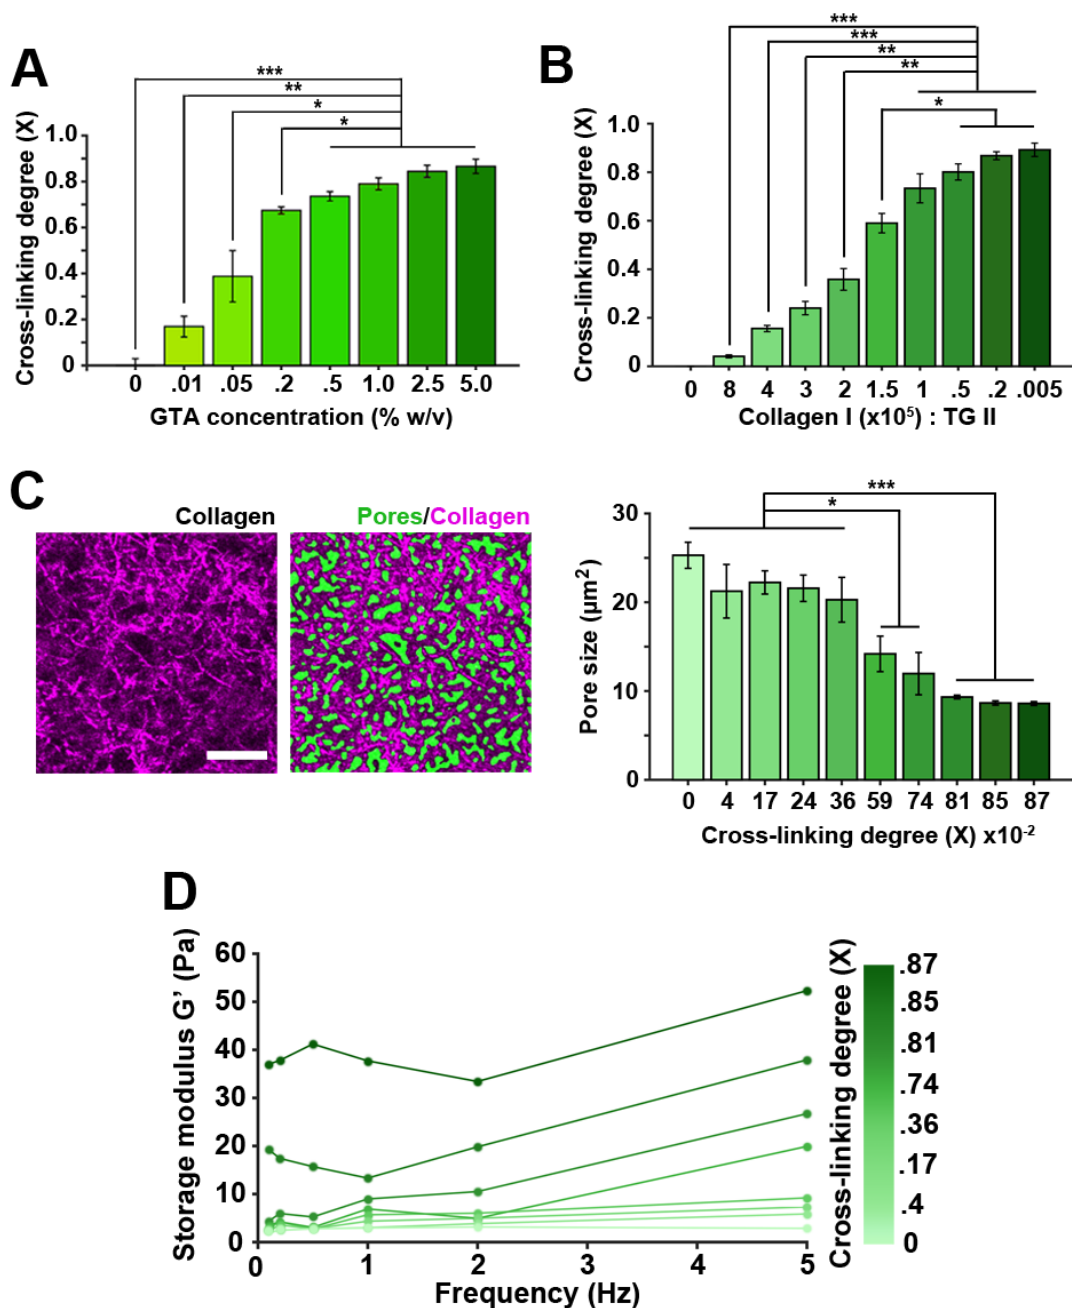 A
***
**
*
*
Cross-linking degree (X)
1.0
0.8
0.6
0.4
0.2
0
0 .01 .05 .2 .5 1.0 2.5 5.0
GTA concentration (% w/v)
B
***
***
**
**
*
Cross-linking degree (X)
1.0
0.8
0.6
0.4
0.2
0
0 8 4 3 2 1.5 1 .5 .2 .005
Collagen I (x10⁵) : TG II
C
Collagen
Pores/Collagen
***
*
Pore size (µm²)
30
20
10
0
0 4 17 24 36 59 74 81 85 87
Cross-linking degree (X) x10⁻²
D
Storage modulus G’ (Pa)
60
50
40
30
20
10
0
0 1 2 3 4 5
Frequency (Hz)
Cross-linking degree (X)
.87
.85
.81
.74
.36
.17
.4
0